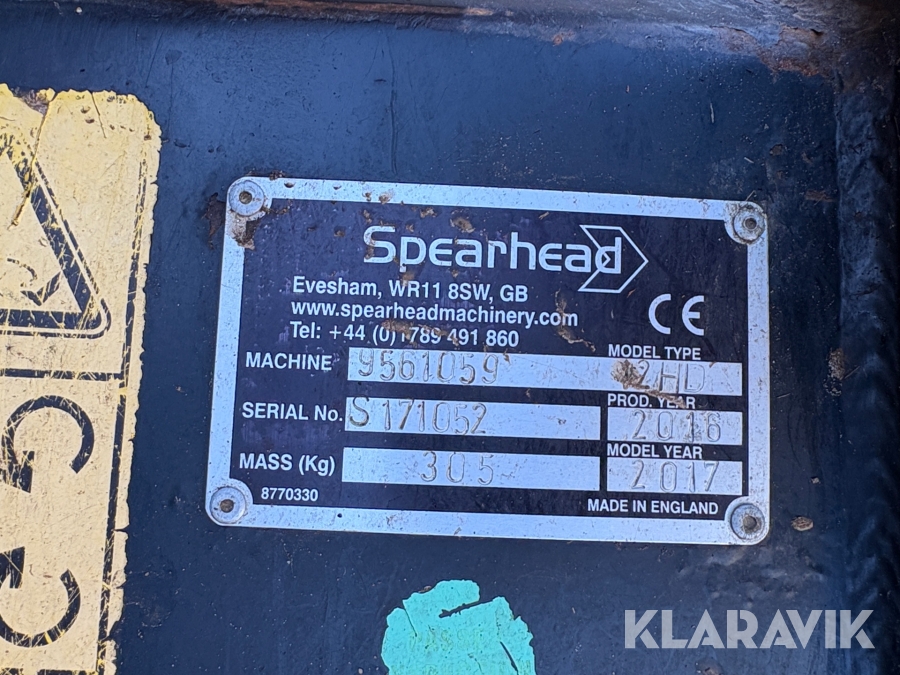 Spearhead
Evesham, WR11 8SW, GB
www.spearheadmachinery.com
Tel: +44 (0)1789 491 860
CE
MACHINE 9561059
MODEL TYPE 2HD
SERIAL No. S171052
PROD. YEAR 2016
MASS (Kg) 305
MODEL YEAR 2017
8770330
MADE IN ENGLAND
KLARAVIK